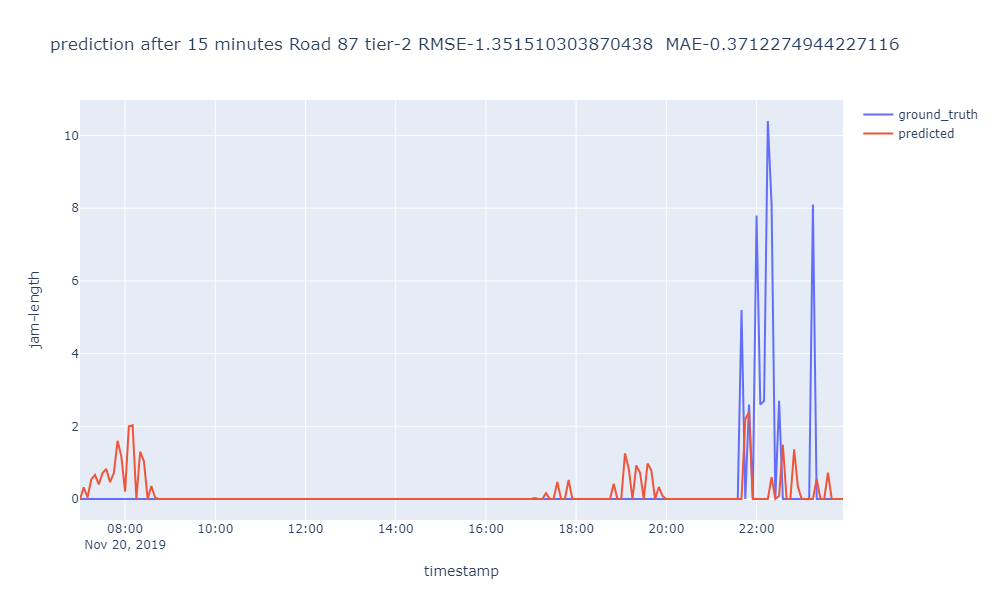 prediction after 15 minutes Road 87 tier-2 RMSE-1.351510303870438  MAE-0.3712274944227116
ground_truth
predicted
10
8
6
4
2
0
jam-length
08:00 10:00 12:00 14:00 16:00 18:00 20:00 22:00
Nov 20, 2019
timestamp